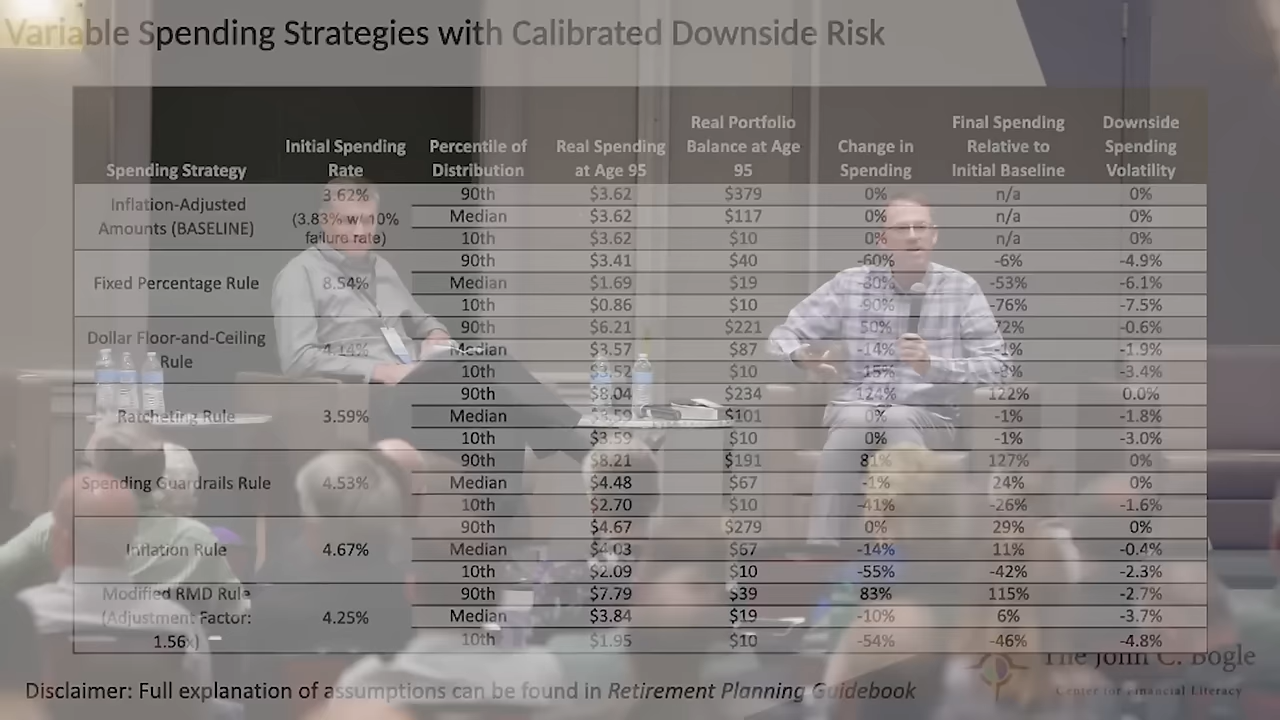 Variable Spending Strategies with Calibrated Downside Risk
Spending Strategy Initial Spending Rate Percentile of Distribution Real Spending at Age 95 Real Portfolio Balance at Age 95 Change in Spending Final Spending Relative to Initial Baseline Downside Spending Volatility
Inflation-Adjusted Amounts (BASELINE) 3.62% (3.83% w/ 10% failure rate) 90th $3.62 $379 0% n/a 0%
Median $3.62 $117 0% n/a 0%
10th $3.62 $10 0% n/a 0%
Fixed Percentage Rule 8.54% 90th $3.41 $40 -60% -6% -4.9%
Median $1.69 $19 -80% -53% -6.1%
10th $0.86 $10 -90% -76% -7.5%
Dollar Floor-and-Ceiling Rule 4.14% 90th $6.21 $221 50% 72% -0.6%
Median $3.57 $87 -14% -1% -1.9%
10th $3.52 $10 15% -3.4%
Ratcheting Rule 3.59% 90th $8.04 $234 124% 122% 0.0%
Median $3.59 $101 0% -1% -1.8%
10th $3.59 $10 0% -1% -3.0%
Spending Guardrails Rule 4.53% 90th $8.21 $191 81% 127% 0%
Median $4.48 $67 -1% 24% 0%
10th $2.70 $10 -41% -26% -1.6%
Inflation Rule 4.67% 90th $4.67 $279 0% 29% 0%
Median $4.03 $67 -14% 11% -0.4%
10th $2.09 $10 -55% -42% -2.3%
Modified RMD Rule (Adjustment Factor: 1.56x) 4.25% 90th $7.79 $39 83% 115% -2.7%
Median $3.84 $19 -10% 6% -3.7%
10th $1.95 $10 -54% -46% -4.8%
The John C. Bogle
Center for Financial Literacy
Disclaimer: Full explanation of assumptions can be found in Retirement Planning Guidebook